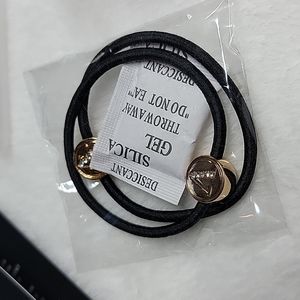 DESICCANT
SILICA
GEL
THROW AWAY
"DO NOT EAT"
DESICCANT